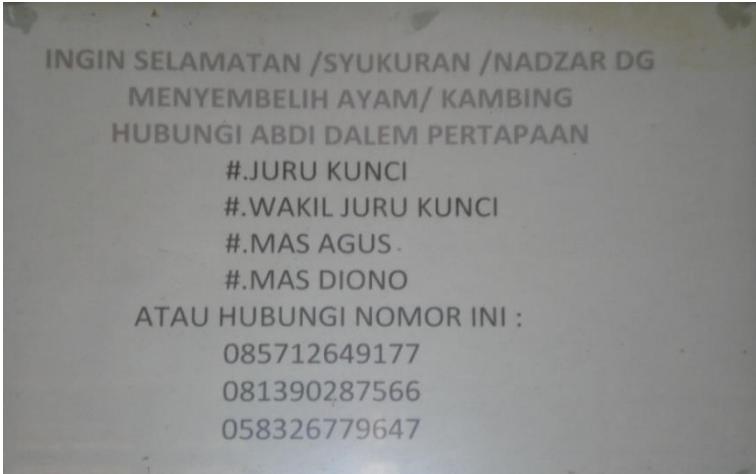 INGIN SELAMATAN /SYUKURAN /NADZAR DG
MENYEMBELIH AYAM/ KAMBING
HUBUNGI ABDI DALEM PERTAPAAN
#.JURU KUNCI
#.WAKIL JURU KUNCI
#.MAS AGUS
#.MAS DIONO
ATAU HUBUNGI NOMOR INI :
085712649177
081390287566
058326779647